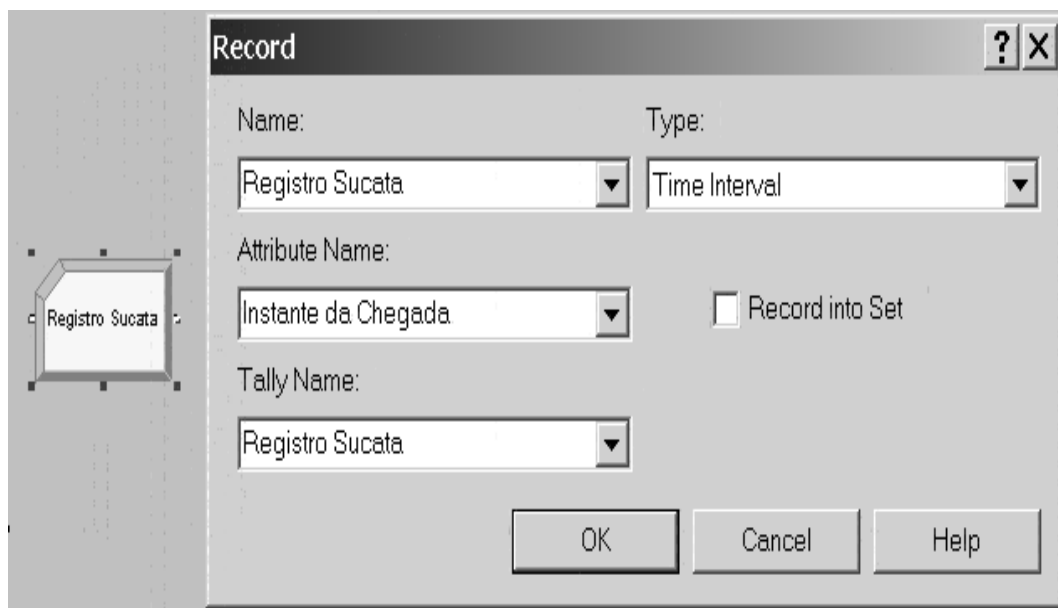 Record
Name:
Type:
Registro Sucata
Time Interval
Attribute Name:
Instante da Chegada
Record into Set
Tally Name:
Registro Sucata
OK
Cancel
Help
Registro Sucata